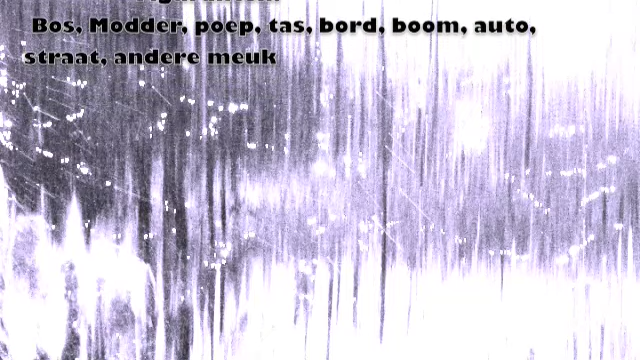 Bos, Modder, poep, tas, bord, boom, auto,
straat, andere meuk